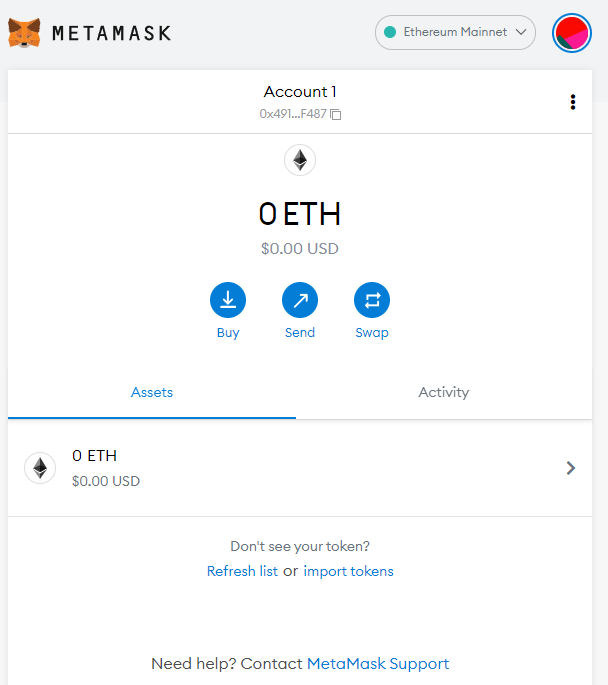 METAMASK
Ethereum Mainnet
Account 1
0x491...F487
0 ETH
$0.00 USD
Buy Send Swap
Assets Activity
0 ETH
$0.00 USD
Don't see your token?
Refresh list or import tokens
Need help? Contact MetaMask Support